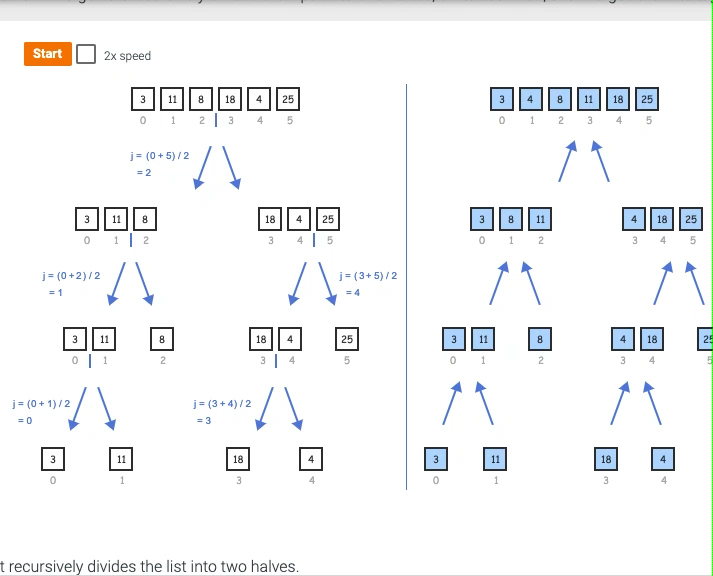 Start 2x speed
3 11 8 18 4 25
0 1 2 3 4 5
j = (0 + 5) / 2
= 2
3 11 8
0 1 2
18 4 25
3 4 5
j = (0 + 2) / 2
= 1
j = (3 + 5) / 2
= 4
3 11
0 1
8
2
18 4
3 4
25
5
j = (0 + 1) / 2
= 0
j = (3 + 4) / 2
= 3
3
0
11
1
18
3
4
4
3 4 8 11 18 25
0 1 2 3 4 5
3 8 11
0 1 2
4 18 25
3 4 5
3 11
0 1
8
2
4 18
3 4
25
5
3
0
11
1
18
3
4
4
t recursively divides the list into two halves.